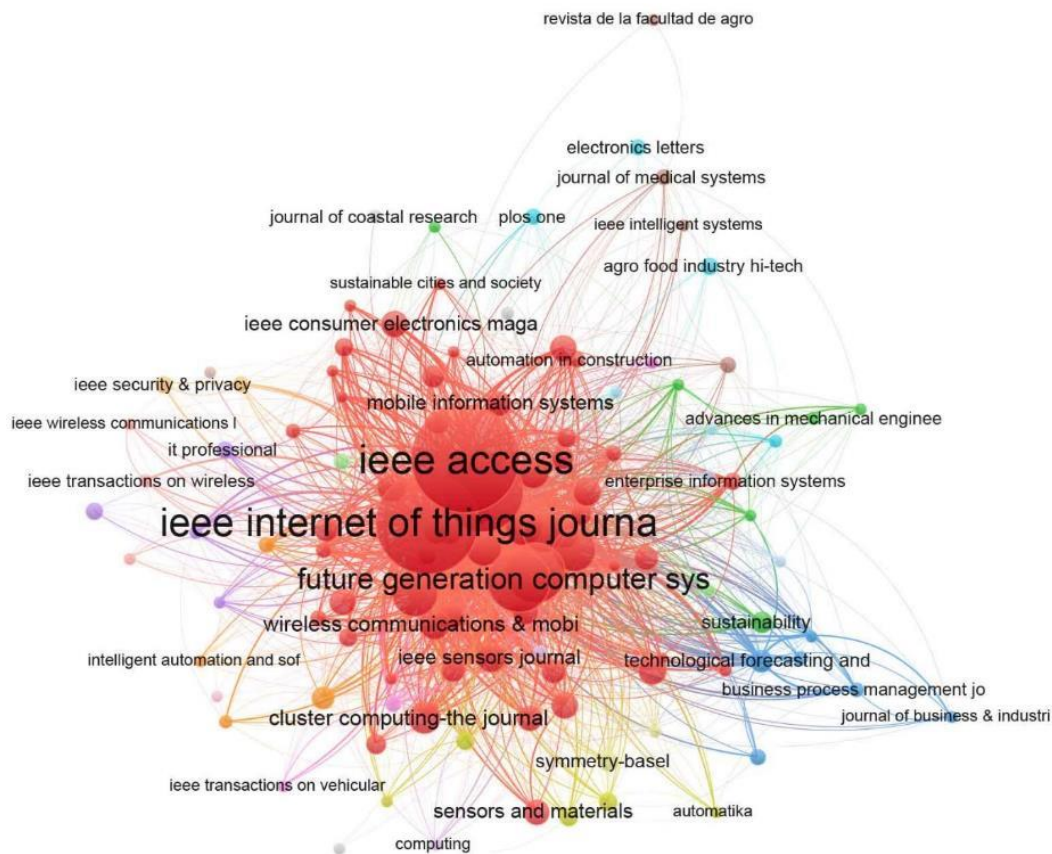 revista de la facultad de agro
electronics letters
journal of medical systems
journal of coastal research
plos one
ieee intelligent systems
agro food industry hi-tech
sustainable cities and society
ieee consumer electronics maga
automation in construction
ieee security & privacy
mobile information systems
ieee wireless communications l
advances in mechanical enginee
it professional
ieee access
ieee transactions on wireless
enterprise information systems
ieee internet of things journa
future generation computer sys
wireless communications & mobi
sustainability
intelligent automation and sof
ieee sensors journal
technological forecasting and
business process management jo
cluster computing-the journal
journal of business & industri
symmetry-basel
ieee transactions on vehicular
sensors and materials
automatika
computing